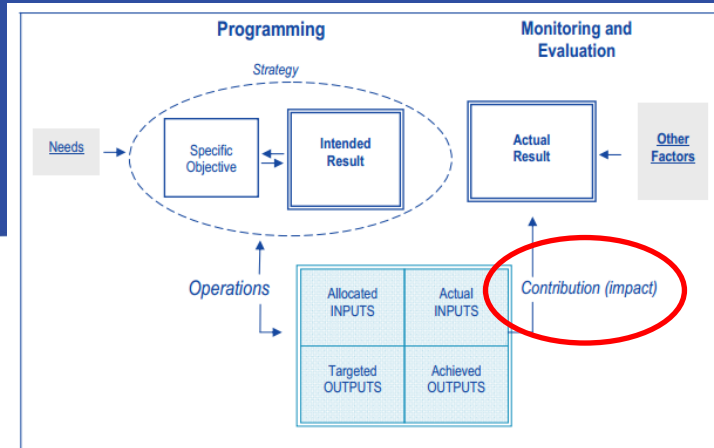 Programming
Monitoring and
Evaluation
Strategy
Needs
Specific
Objective
Intended
Result
Actual
Result
Other
Factors
Operations
Allocated
INPUTS
Actual
INPUTS
Contribution (impact)
Targeted
OUTPUTS
Achieved
OUTPUTS